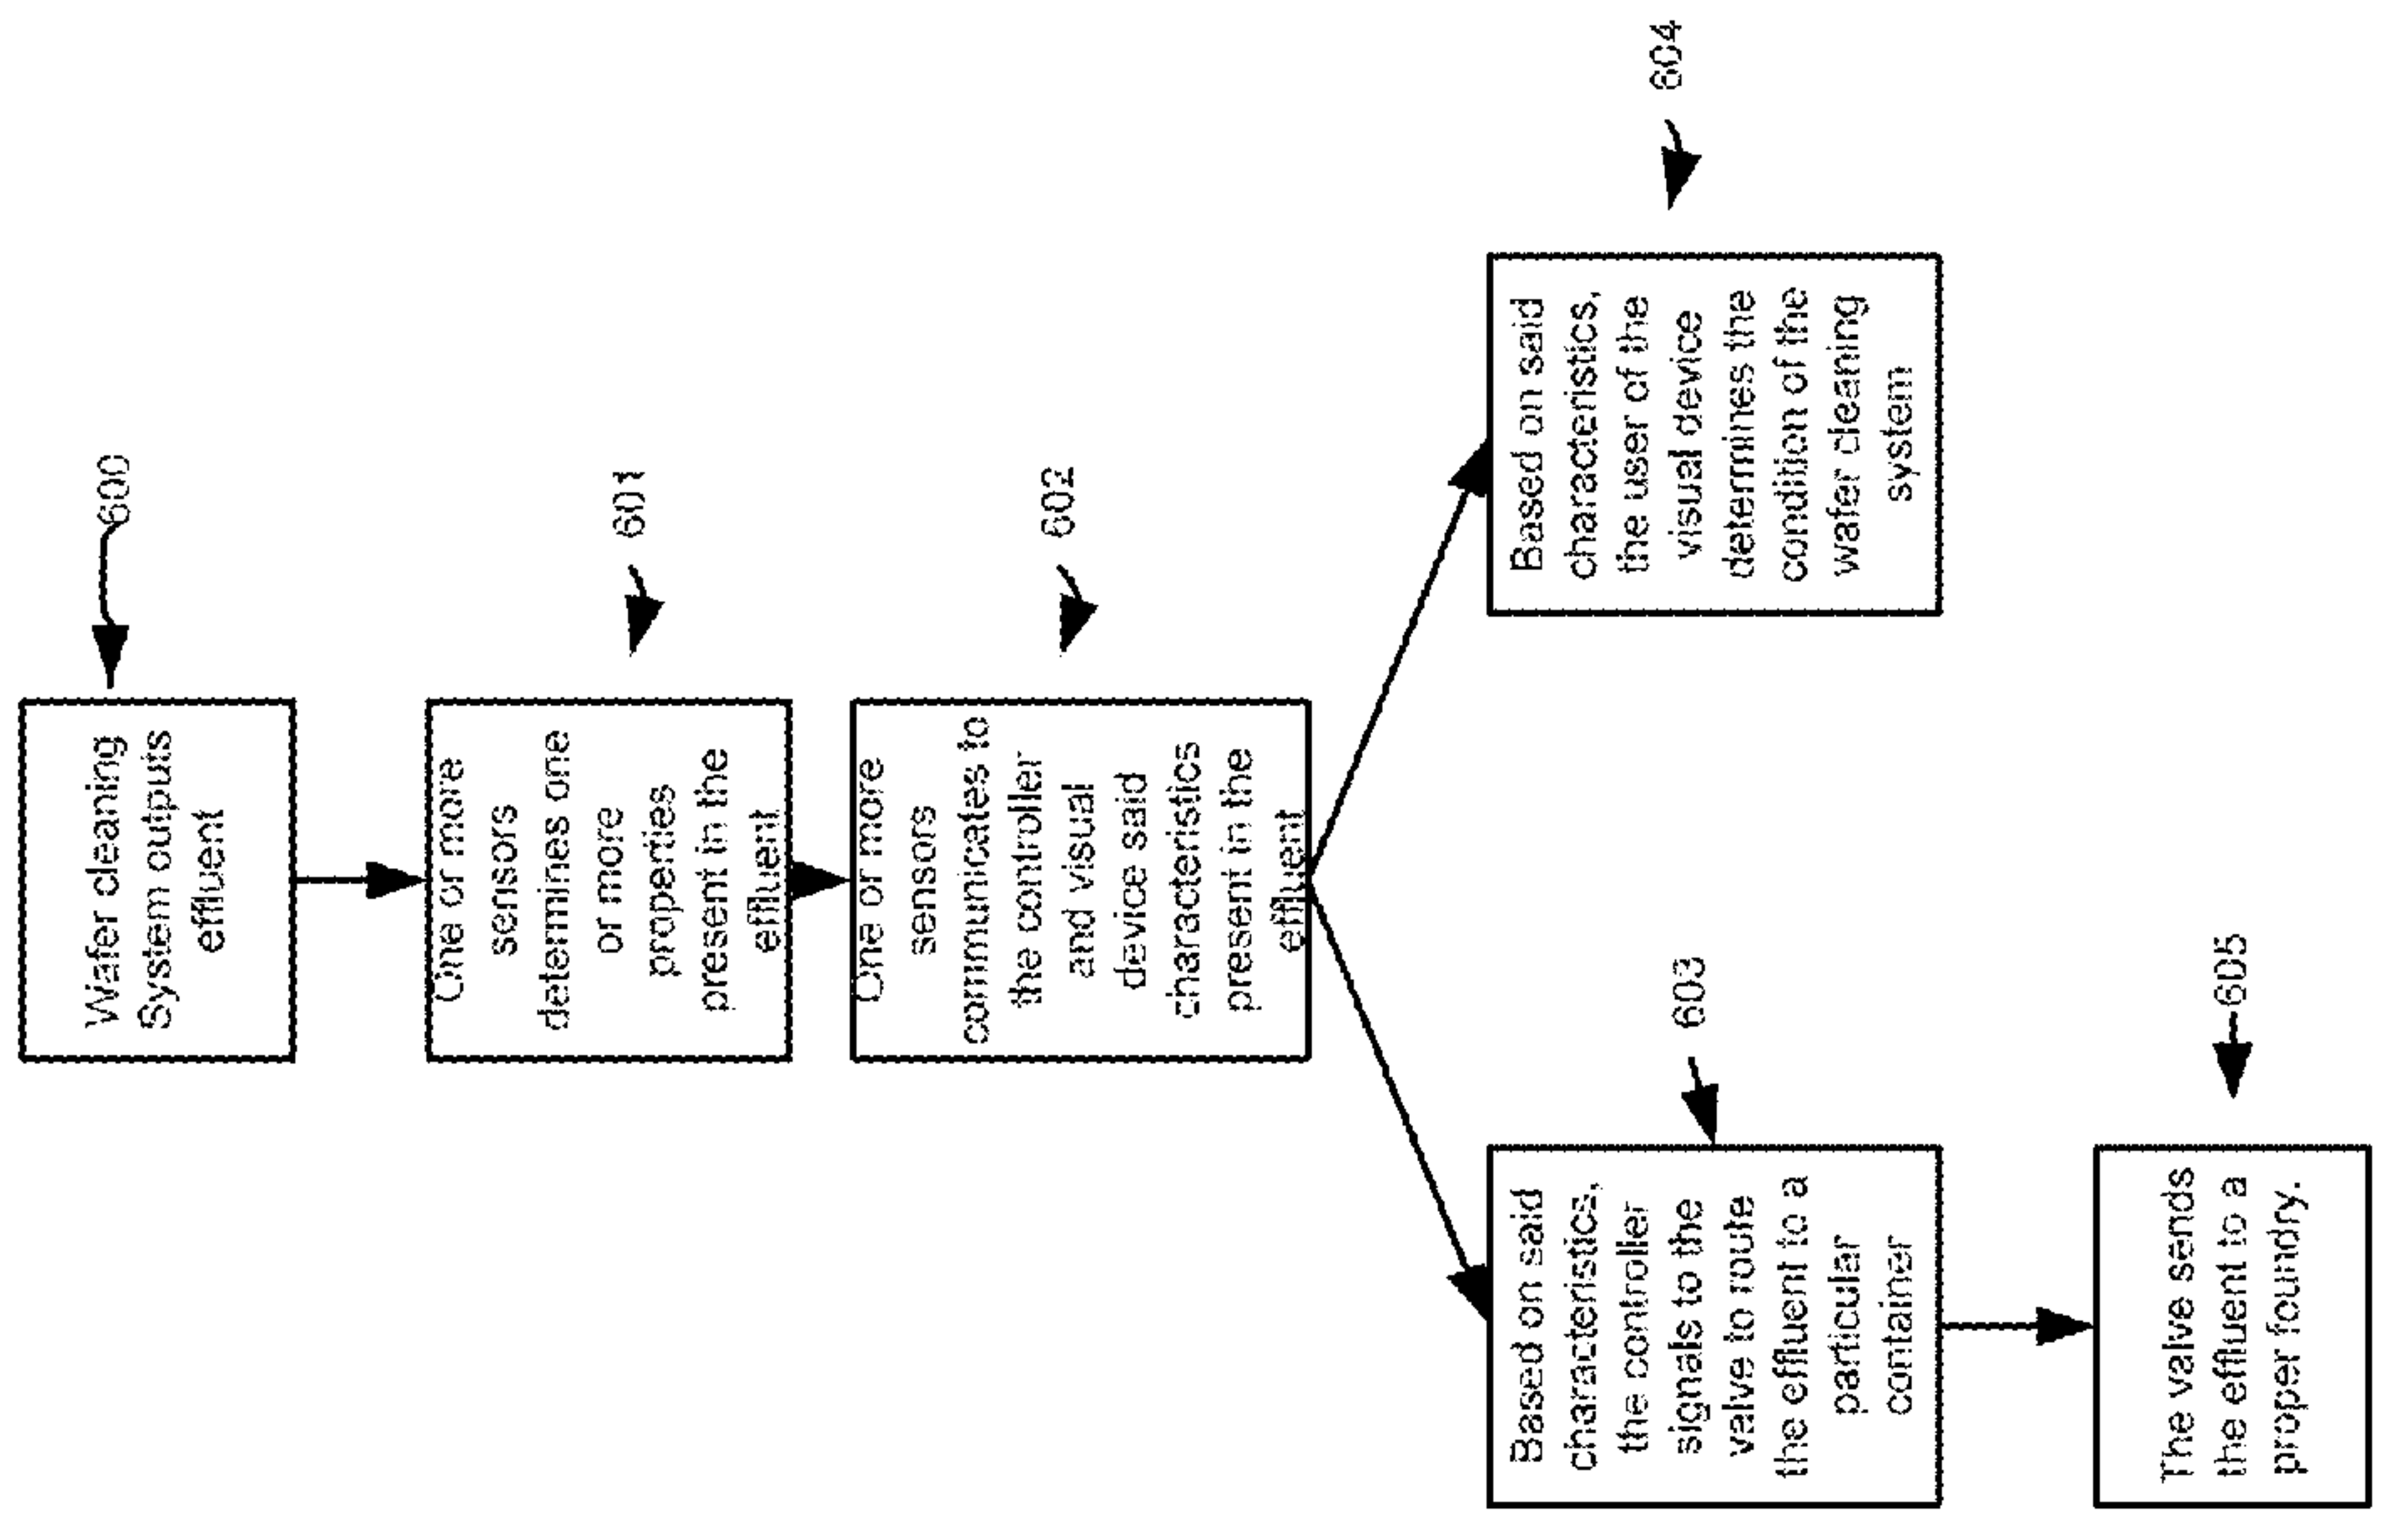 600
Wafer cleaning
System outputs
effluent
601
One or more
sensors
determines one
or more
properties
present in the
effluent
602
One or more
sensors
communicates to
the controller
and visual
device said
characteristics
present in the
effluent
603
Based on said
characteristics,
the controller
signals to the
valve to route
the effluent to a
particular
container
604
Based on said
characteristics,
the user of the
visual device
determines the
condition of the
wafer cleaning
system
605
The valve sends
the effluent to a
proper foundry.